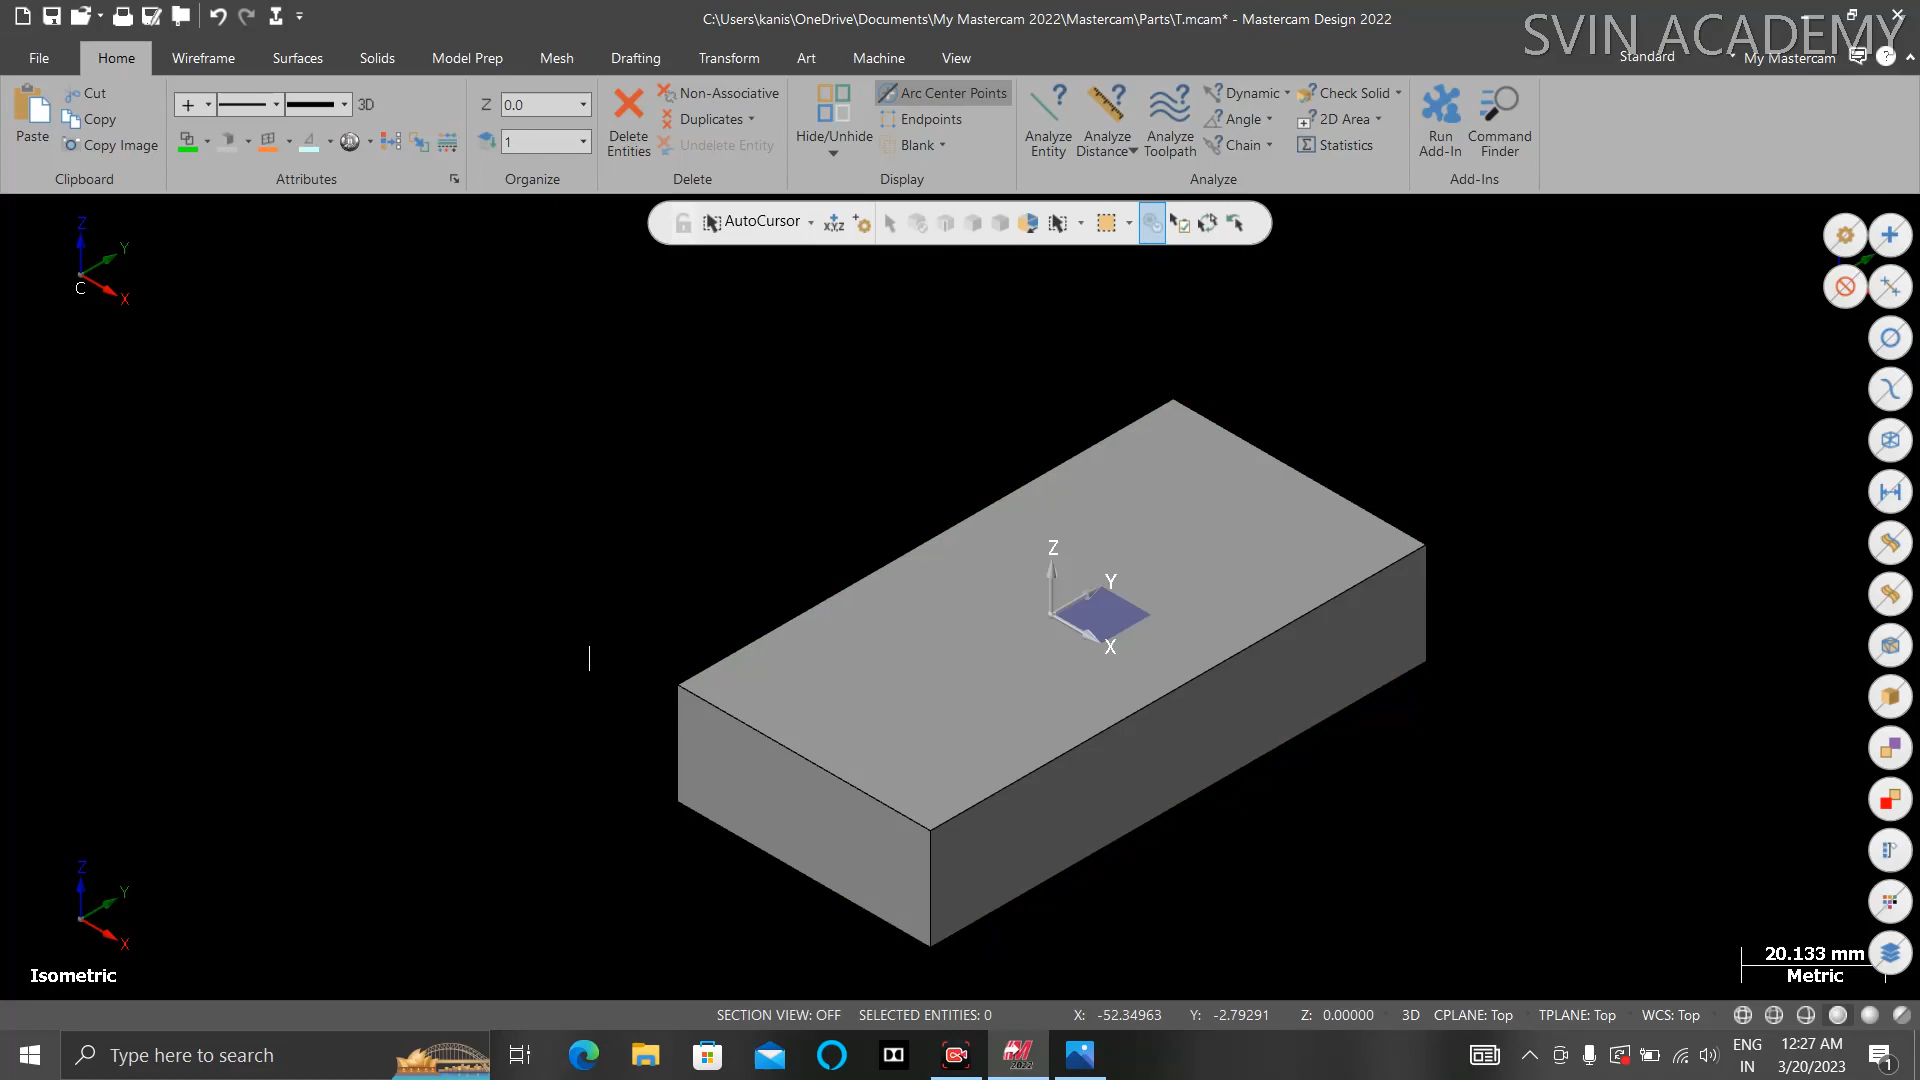 C:\Users\kanis\OneDrive\Documents\My Mastercam 2022\Mastercam\Parts\T.mcam* - Mastercam Design 2022
SVIN ACADEMY
File Home Wireframe Surfaces Solids Model Prep Mesh Drafting Transform Art Machine View Standard My Mastercam
Paste
Cut
Copy
Copy Image
Clipboard
3D
Attributes
Z 0.0
1
Organize
Delete Entities
Non-Associative
Duplicates
Undelete Entity
Delete
Hide/Unhide
Arc Center Points
Endpoints
Blank
Display
Analyze Entity
Analyze Distance
Analyze Toolpath
Dynamic
Angle
Chain
Check Solid
2D Area
Statistics
Analyze
Run Add-In
Command Finder
Add-Ins
AutoCursor
XYZ
Z
Y
X
C
Z
Y
X
Z
Y
X
Isometric
20.133 mm
Metric
SECTION VIEW: OFF SELECTED ENTITIES: 0 X: -52.34963 Y: -2.79291 Z: 0.00000 3D CPLANE: Top TPLANE: Top WCS: Top
Type here to search
2022
ENG
IN
12:27 AM
3/20/2023
1